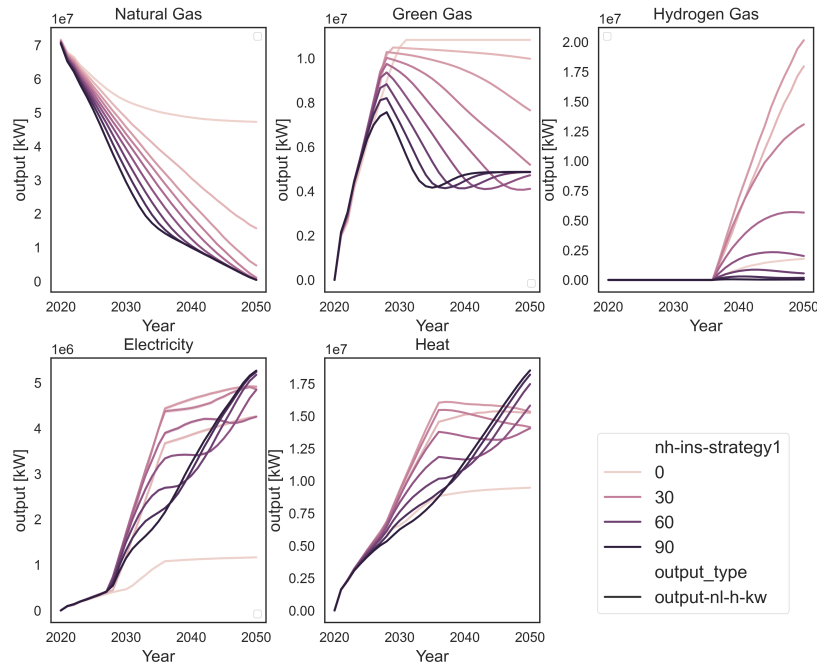 Natural Gas
1e7
output [kW]
7
6
5
4
3
2
1
0
2020 2030 2040 2050
Year
Green Gas
1e7
output [kW]
1.0
0.8
0.6
0.4
0.2
0.0
2020 2030 2040 2050
Year
Hydrogen Gas
1e7
output [kW]
2.00
1.75
1.50
1.25
1.00
0.75
0.50
0.25
0.00
2020 2030 2040 2050
Year
Electricity
1e6
output [kW]
5
4
3
2
1
0
2020 2030 2040 2050
Year
Heat
1e7
output [kW]
1.75
1.50
1.25
1.00
0.75
0.50
0.25
0.00
2020 2030 2040 2050
Year
nh-ins-strategy1
0
30
60
90
output_type
output-nl-h-kw